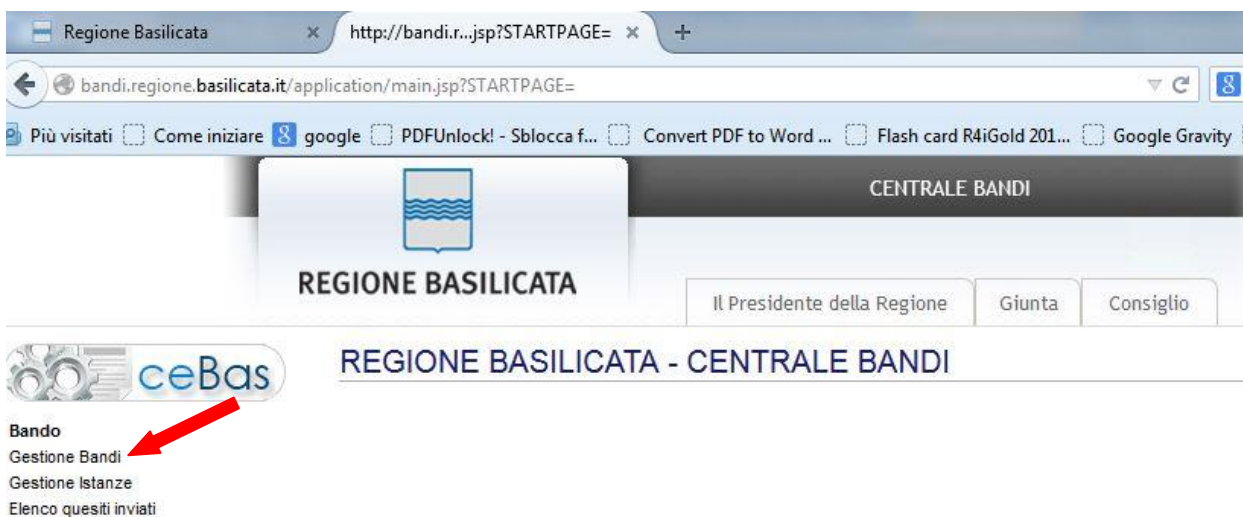 Regione Basilicata
http://bandi.r...jsp?STARTPAGE=
bandi.regione.basilicata.it/application/main.jsp?STARTPAGE=
8
Più visitati Come iniziare 8 google PDFUnlock! - Sblocca f... Convert PDF to Word ... Flash card R4iGold 201... Google Gravity
CENTRALE BANDI
REGIONE BASILICATA
Il Presidente della Regione Giunta Consiglio
ceBas
REGIONE BASILICATA - CENTRALE BANDI
Bando
Gestione Bandi
Gestione Istanze
Elenco quesiti inviati